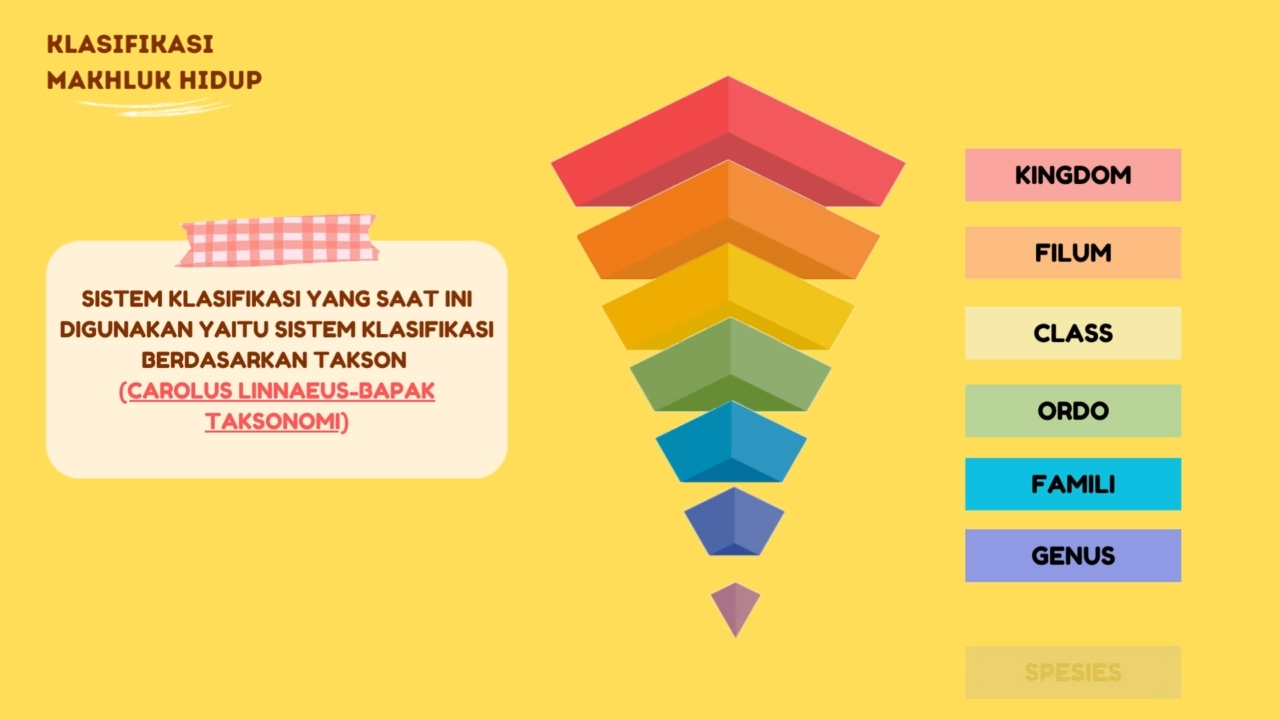 KLASIFIKASI
MAKHLUK HIDUP
SISTEM KLASIFIKASI YANG SAAT INI
DIGUNAKAN YAITU SISTEM KLASIFIKASI
BERDASARKAN TAKSON
(CAROLUS LINNAEUS-BAPAK
TAKSONOMI)
KINGDOM
FILUM
CLASS
ORDO
FAMILI
GENUS
SPESIES